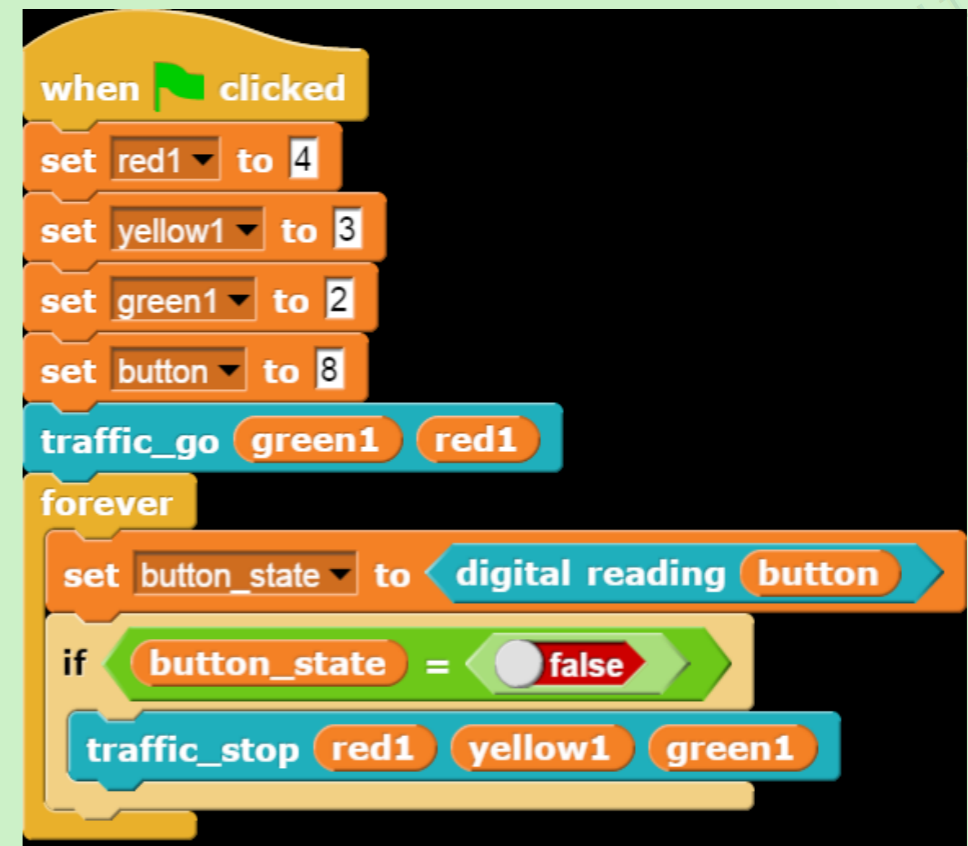 when clicked
set red1 to 4
set yellow1 to 3
set green1 to 2
set button to 8
traffic_go green1 red1
forever
set button_state to digital reading button
if button_state = false
traffic_stop red1 yellow1 green1